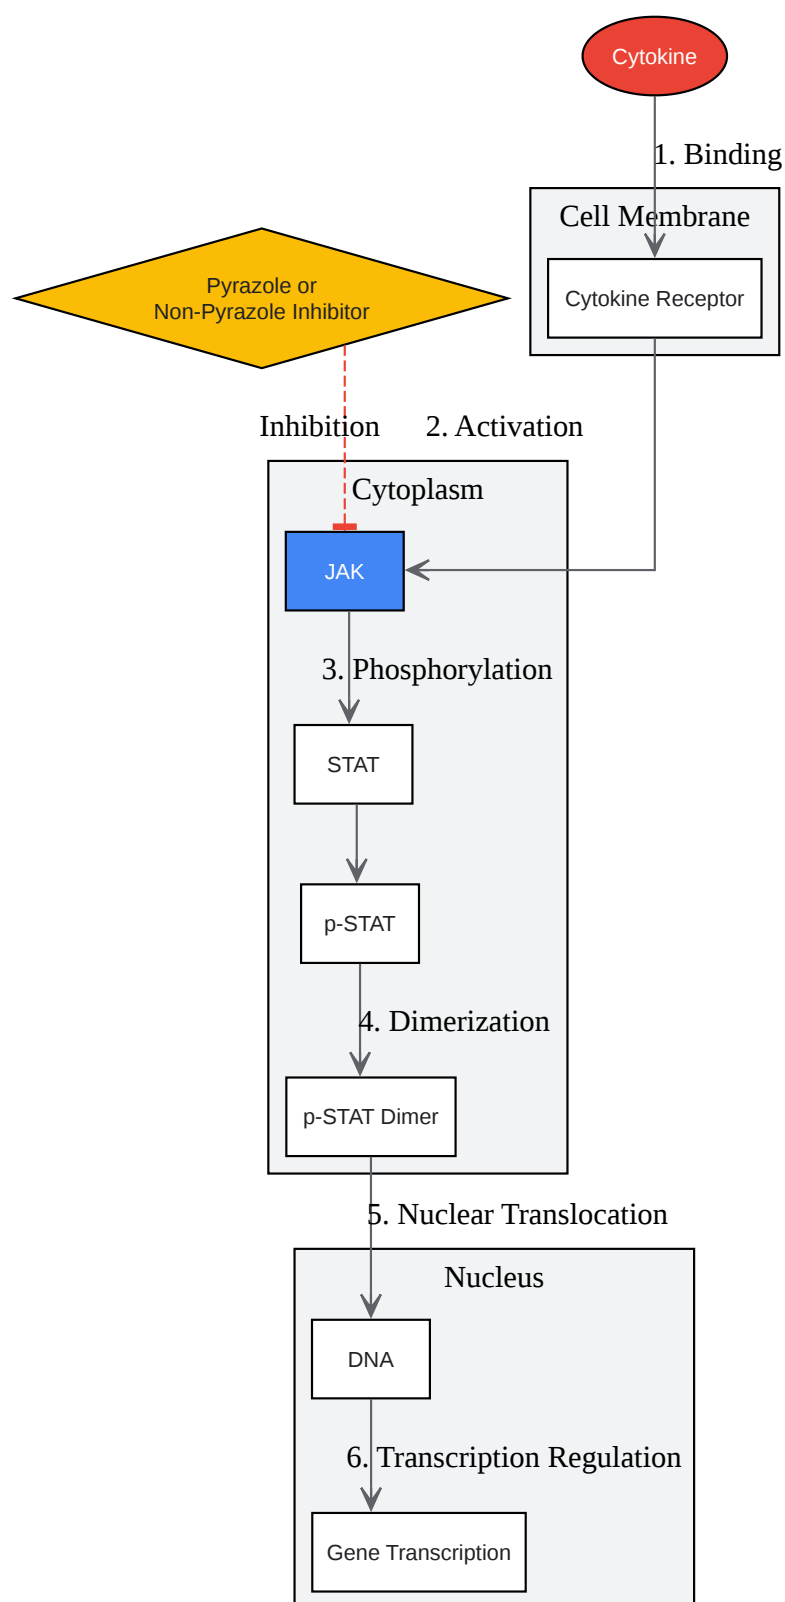 Cytokine
1. Binding
Cell Membrane
Cytokine Receptor
Pyrazole or
Non-Pyrazole Inhibitor
Inhibition
2. Activation
Cytoplasm
JAK
3. Phosphorylation
STAT
p-STAT
4. Dimerization
p-STAT Dimer
5. Nuclear Translocation
Nucleus
DNA
6. Transcription Regulation
Gene Transcription